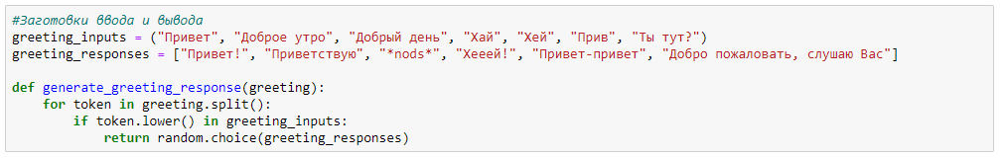 #Заготовки ввода и вывода
greeting_inputs = ("Привет", "Доброе утро", "Добрый день", "Хай", "Хей", "Прив", "Ты тут?")
greeting_responses = ["Привет!", "Приветствую", "*nods*", "Хееей!", "Привет-привет", "Добро пожаловать, слушаю Вас"]

def generate_greeting_response(greeting):
    for token in greeting.split():
        if token.lower() in greeting_inputs:
            return random.choice(greeting_responses)